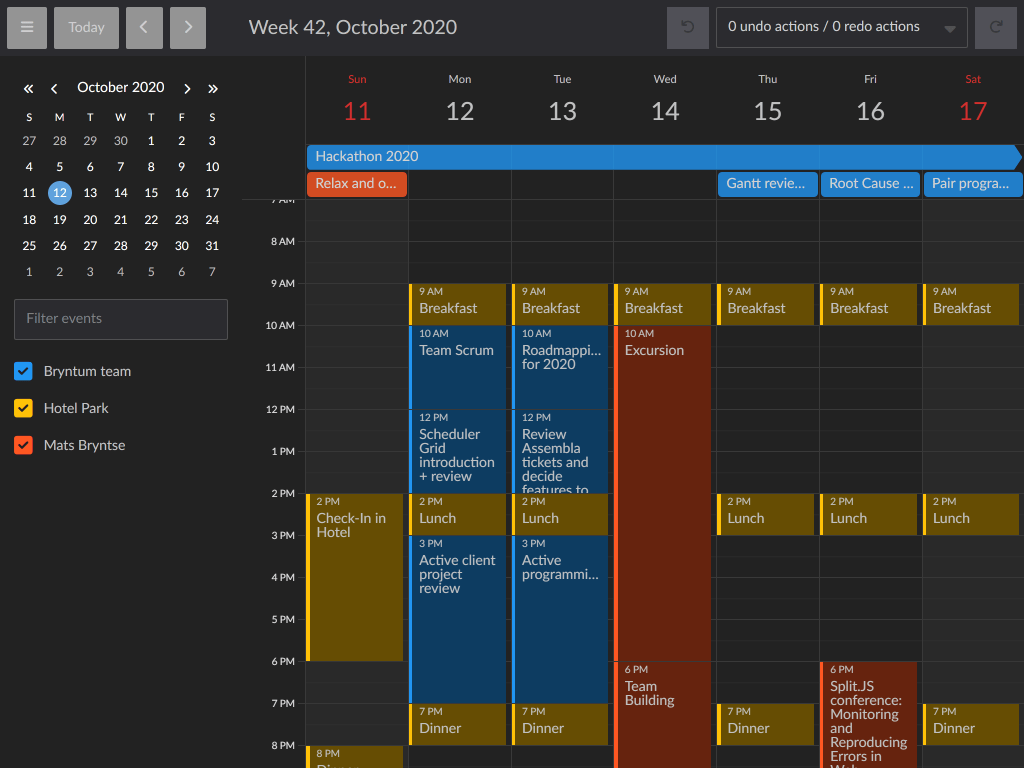 Today
Week 42, October 2020
0 undo actions / 0 redo actions
October 2020
S M T W T F S
27 28 29 30 1 2 3
4 5 6 7 8 9 10
11 12 13 14 15 16 17
18 19 20 21 22 23 24
25 26 27 28 29 30 31
1 2 3 4 5 6 7
Filter events
Bryntum team
Hotel Park
Mats Bryntse
Sun Mon Tue Wed Thu Fri Sat
11 12 13 14 15 16 17
Hackathon 2020
Relax and o...
Gantt revie...
Root Cause ...
Pair progra...
7 AM
8 AM
9 AM
10 AM
11 AM
12 PM
1 PM
2 PM
3 PM
4 PM
5 PM
6 PM
7 PM
8 PM
2 PM
Check-In in
Hotel
8 PM
9 AM
Breakfast
10 AM
Team Scrum
12 PM
Scheduler
Grid
introduction
+ review
2 PM
Lunch
3 PM
Active client
project
review
7 PM
Dinner
9 AM
Breakfast
10 AM
Roadmappi...
for 2020
12 PM
Review
Assembla
tickets and
decide
features to
2 PM
Lunch
3 PM
Active
programmi...
7 PM
Dinner
9 AM
Breakfast
10 AM
Excursion
6 PM
Team
Building
9 AM
Breakfast
2 PM
Lunch
7 PM
Dinner
9 AM
Breakfast
2 PM
Lunch
6 PM
Split.JS
conference:
Monitoring
and
Reproducing
Errors in
9 AM
Breakfast
2 PM
Lunch
7 PM
Dinner